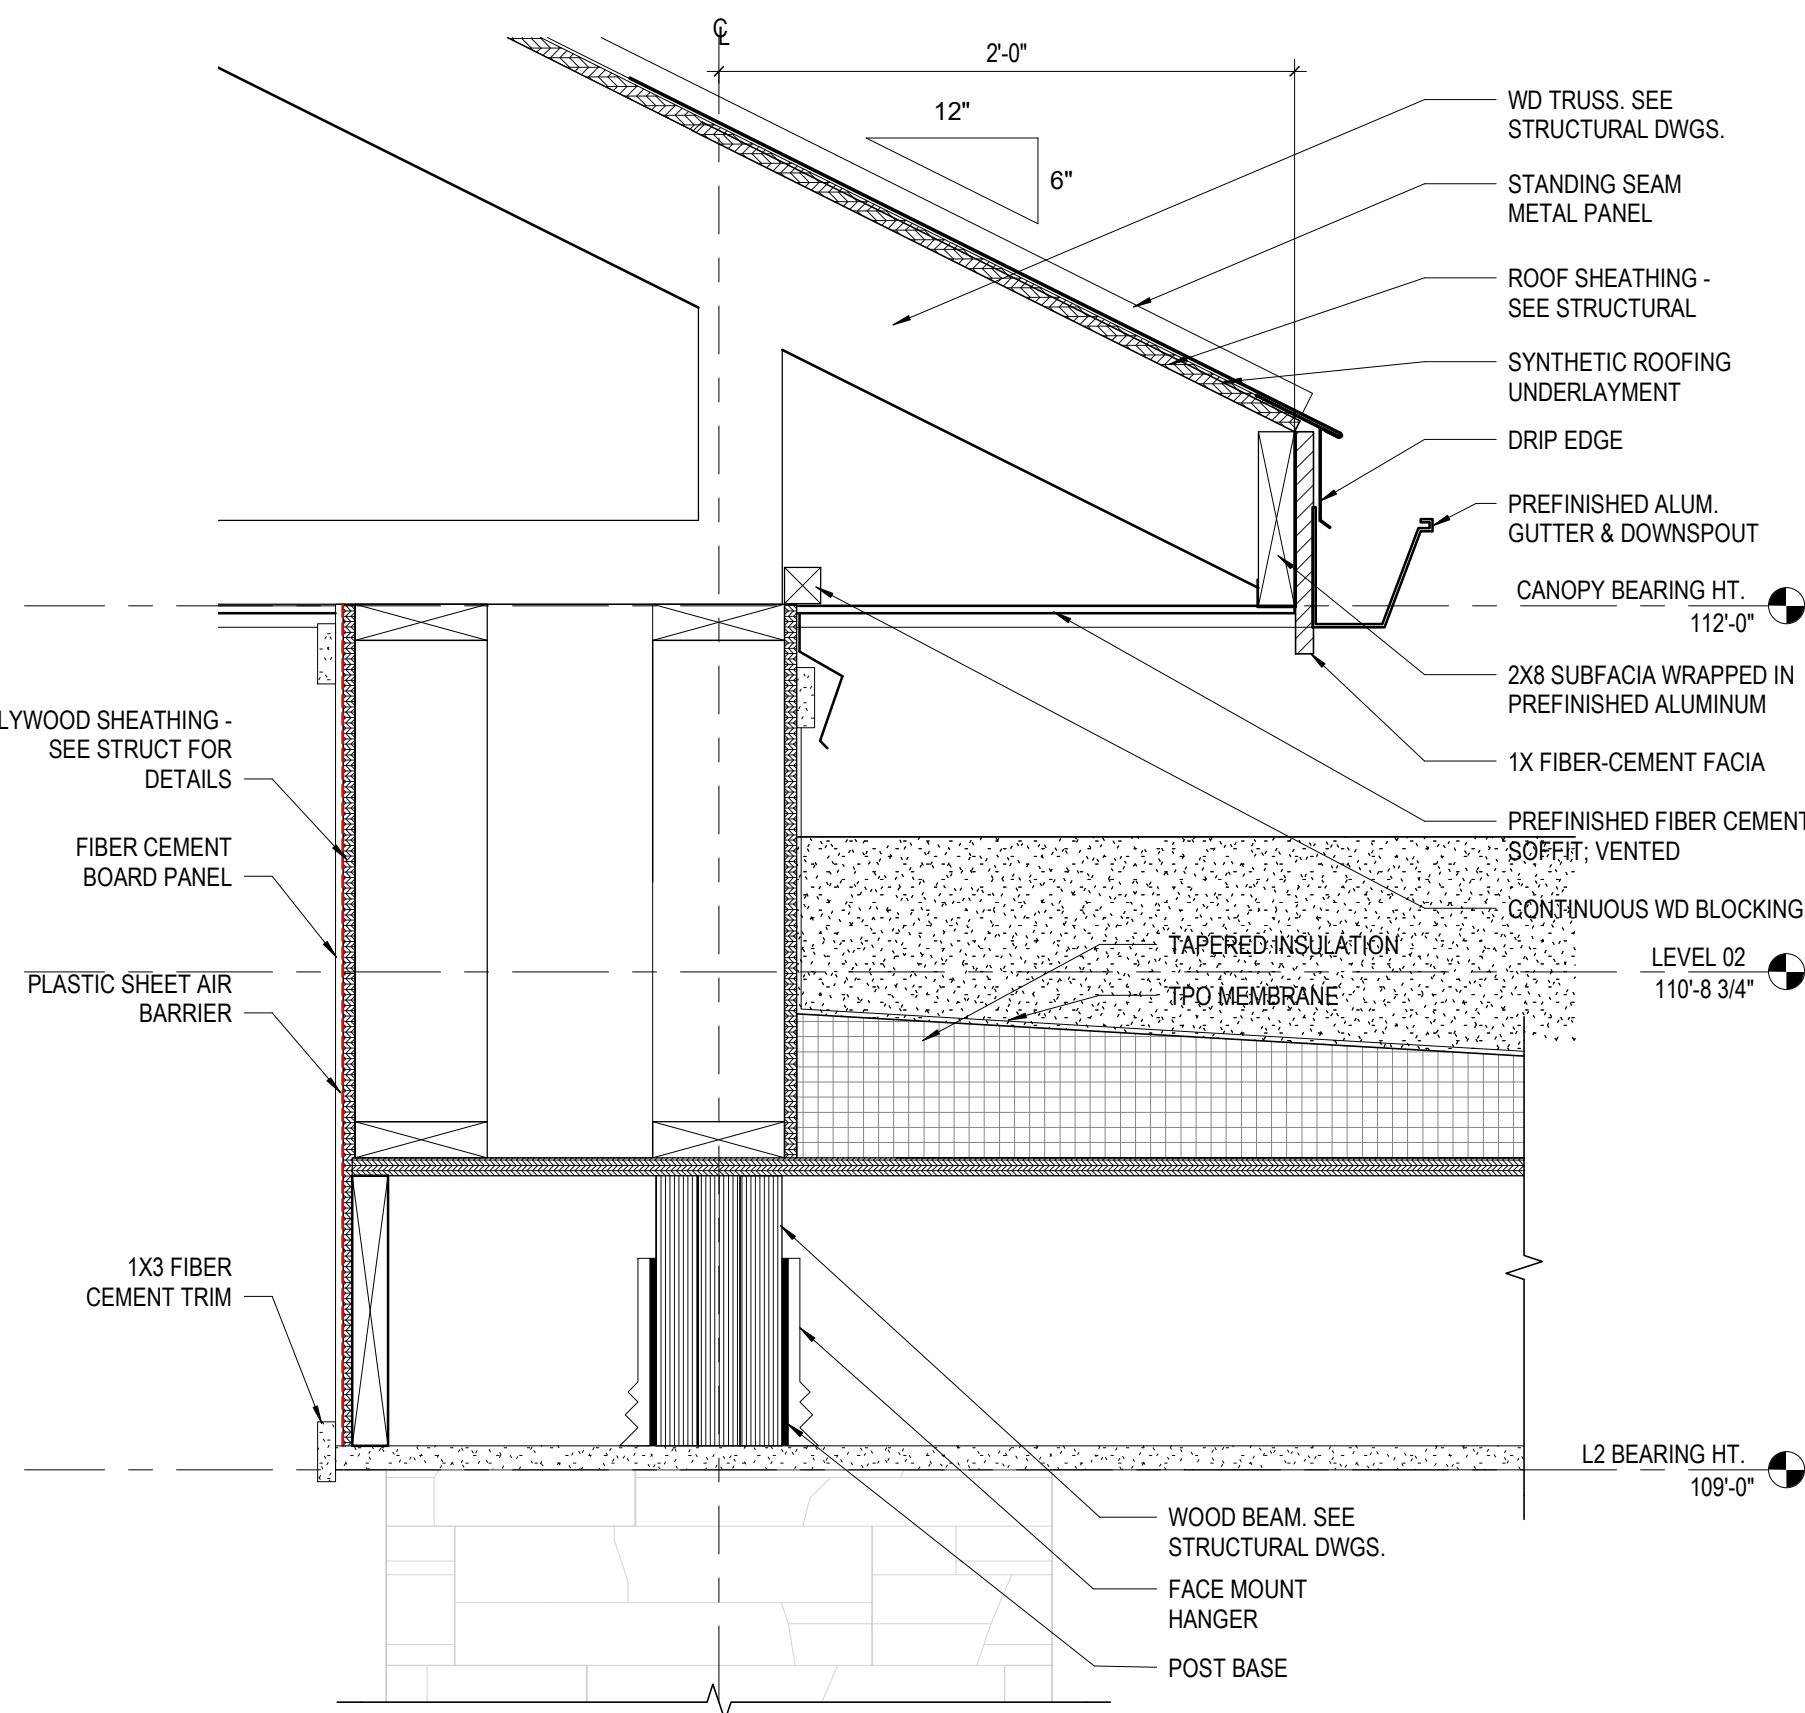 ℄
2'-0"
12"
6"
WD TRUSS. SEE
STRUCTURAL DWGS.
STANDING SEAM
METAL PANEL
ROOF SHEATHING -
SEE STRUCTURAL
SYNTHETIC ROOFING
UNDERLAYMENT
DRIP EDGE
PREFINISHED ALUM.
GUTTER & DOWNSPOUT
CANOPY BEARING HT.
112'-0"
2X8 SUBFACIA WRAPPED IN
PREFINISHED ALUMINUM
1X FIBER-CEMENT FACIA
PREFINISHED FIBER CEMENT
SOFFIT; VENTED
CONTINUOUS WD BLOCKING
LEVEL 02
110'-8 3/4"
TAPERED INSULATION
TPO MEMBRANE
LYWOOD SHEATHING -
SEE STRUCT FOR
DETAILS
FIBER CEMENT
BOARD PANEL
PLASTIC SHEET AIR
BARRIER
1X3 FIBER
CEMENT TRIM
L2 BEARING HT.
109'-0"
WOOD BEAM. SEE
STRUCTURAL DWGS.
FACE MOUNT
HANGER
POST BASE